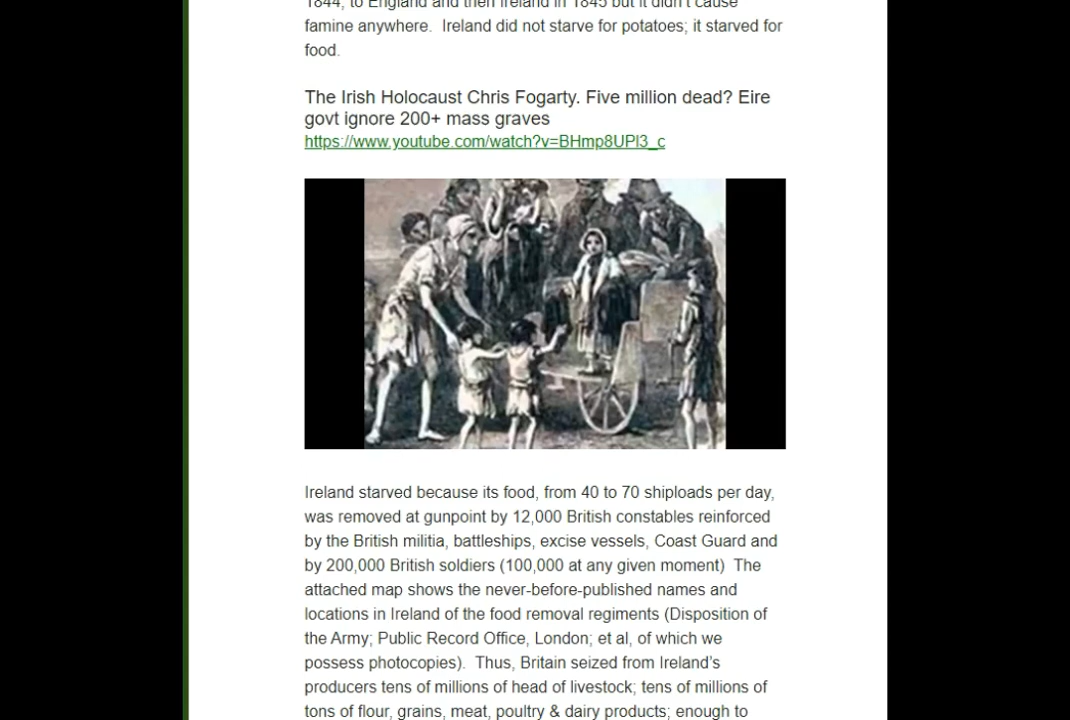 1844, to England and then Ireland in 1845 but it didn't cause
famine anywhere. Ireland did not starve for potatoes; it starved for
food.
The Irish Holocaust Chris Fogarty. Five million dead? Eire
govt ignore 200+ mass graves
https://www.youtube.com/watch?v=BHmp8UPl3_c
Ireland starved because its food, from 40 to 70 shiploads per day,
was removed at gunpoint by 12,000 British constables reinforced
by the British militia, battleships, excise vessels, Coast Guard and
by 200,000 British soldiers (100,000 at any given moment)  The
attached map shows the never-before-published names and
locations in Ireland of the food removal regiments (Disposition of
the Army; Public Record Office, London; et al, of which we
possess photocopies).  Thus, Britain seized from Ireland's
producers tens of millions of head of livestock; tens of millions of
tons of flour, grains, meat, poultry & dairy products; enough to